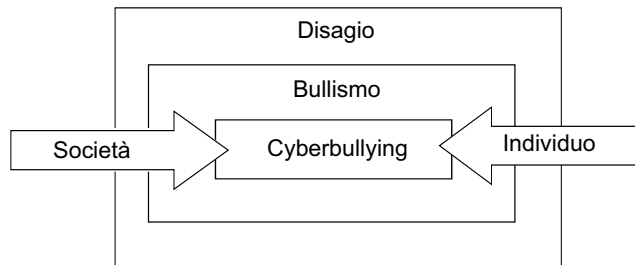 Disagio
Bullismo
Società
Cyberbullying
Individuo